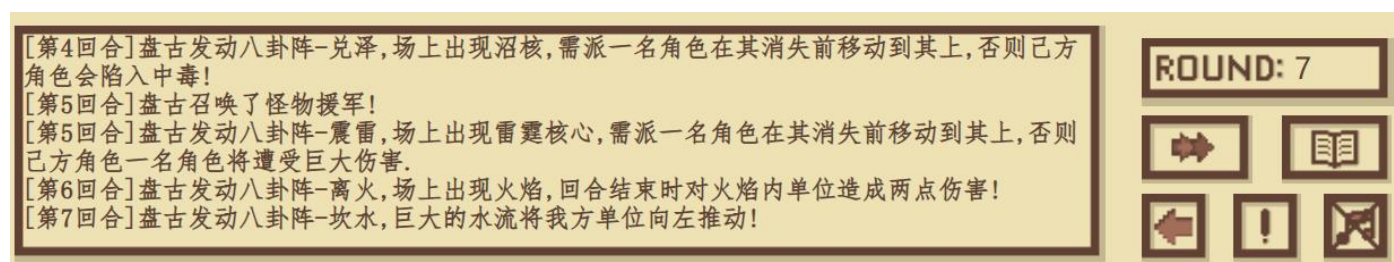 [第4回合]盘古发动八卦阵-兑泽,场上出现沼核,需派一名角色在其消失前移动到其上,否则己方
角色会陷入中毒!
[第5回合]盘古召唤了怪物援军!
[第5回合]盘古发动八卦阵-震雷,场上出现雷霆核心,需派一名角色在其消失前移动到其上,否则
己方角色一名角色将遭受巨大伤害.
[第6回合]盘古发动八卦阵-离火,场上出现火焰,回合结束时对火焰内单位造成两点伤害!
[第7回合]盘古发动八卦阵-坎水,巨大的水流将我方单位向左推动!
ROUND: 7